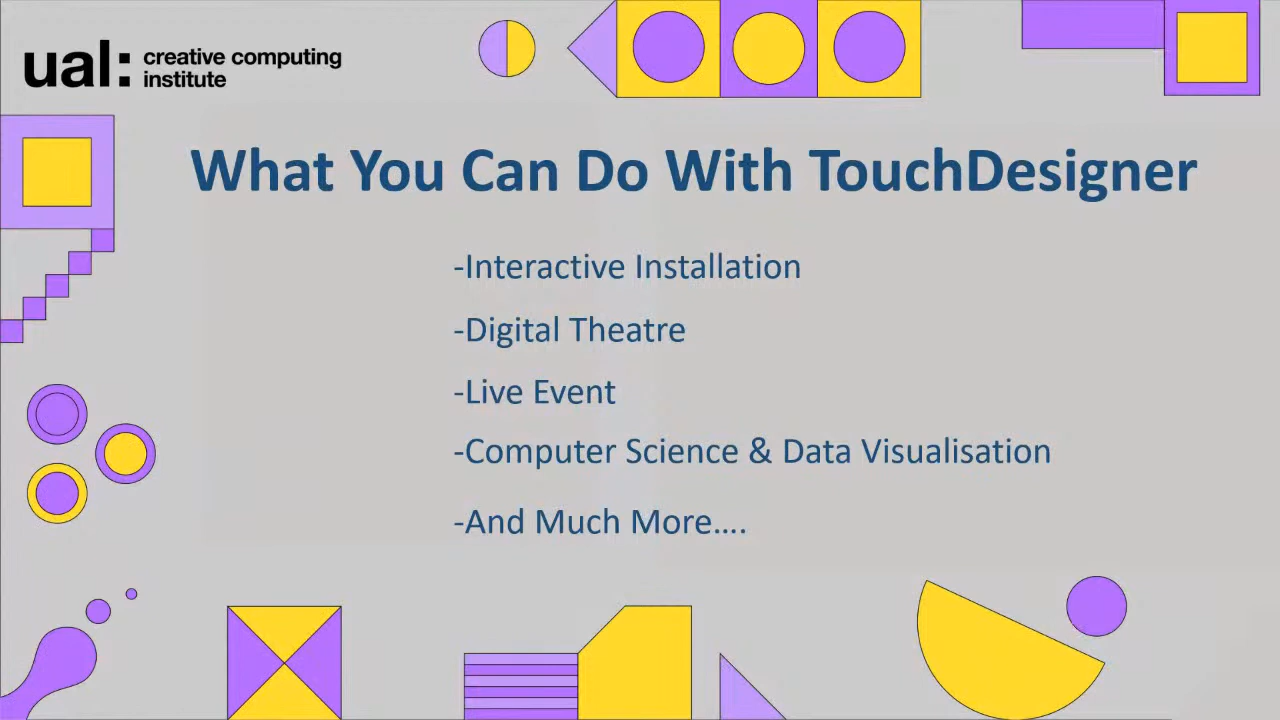 ual: creative computing
institute
What You Can Do With TouchDesigner
-Interactive Installation
-Digital Theatre
-Live Event
-Computer Science & Data Visualisation
-And Much More....